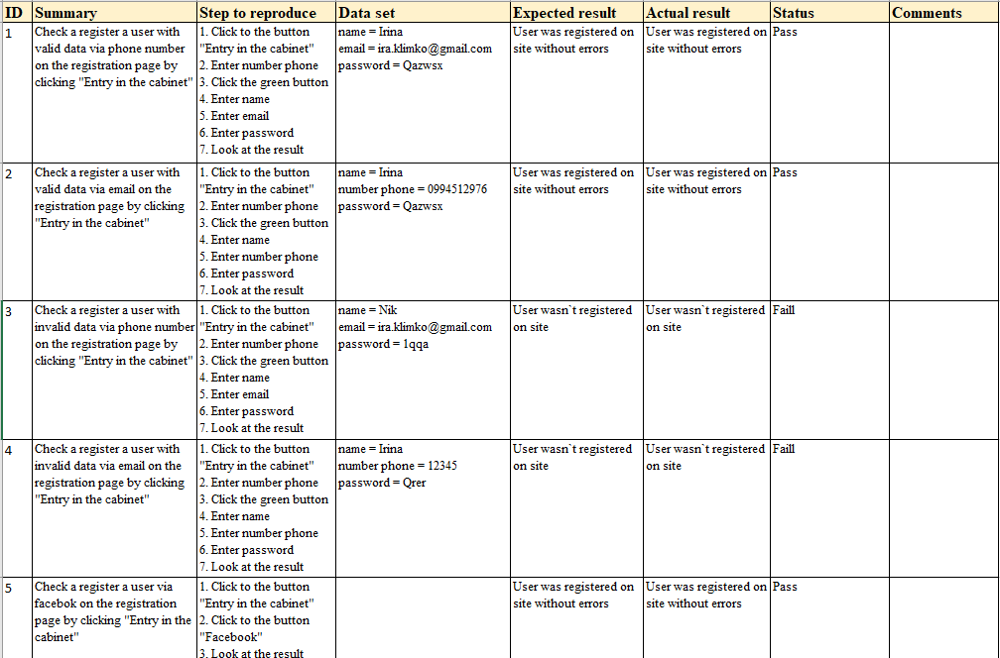 ID Summary Step to reproduce Data set Expected result Actual result Status Comments
1
Check a register a user with
valid data via phone number
on the registration page by
clicking "Entry in the cabinet"
1. Click to the button
"Entry in the cabinet"
2. Enter number phone
3. Click the green button
4. Enter name
5. Enter email
6. Enter password
7. Look at the result
name = Irina
email = ira.klimko@gmail.com
password = Qazwsx
User was registered on
site without errors
User was registered on
site without errors
Pass
2
Check a register a user with
valid data via email on the
registration page by clicking
"Entry in the cabinet"
1. Click to the button
"Entry in the cabinet"
2. Enter number phone
3. Click the green button
4. Enter name
5. Enter number phone
6. Enter password
7. Look at the result
name = Irina
number phone = 0994512976
password = Qazwsx
User was registered on
site without errors
User was registered on
site without errors
Pass
3
Check a register a user with
invalid data via phone number
on the registration page by
clicking "Entry in the cabinet"
1. Click to the button
"Entry in the cabinet"
2. Enter number phone
3. Click the green button
4. Enter name
5. Enter email
6. Enter password
7. Look at the result
name = Nik
email = ira.klimko@gmail.com
password = 1qqa
User wasn`t registered
on site
User wasn`t registered
on site
Faill
4
Check a register a user with
invalid data via email on the
registration page by clicking
"Entry in the cabinet"
1. Click to the button
"Entry in the cabinet"
2. Enter number phone
3. Click the green button
4. Enter name
5. Enter number phone
6. Enter password
7. Look at the result
name = Irina
number phone = 12345
password = Qrer
User wasn`t registered
on site
User wasn`t registered
on site
Faill
5
Check a register a user via
facebok on the registration
page by clicking "Entry in the
cabinet"
1. Click to the button
"Entry in the cabinet"
2. Click to the button
"Facebook"
3. Look at the result
User was registered on
site without errors
User was registered on
site without errors
Pass